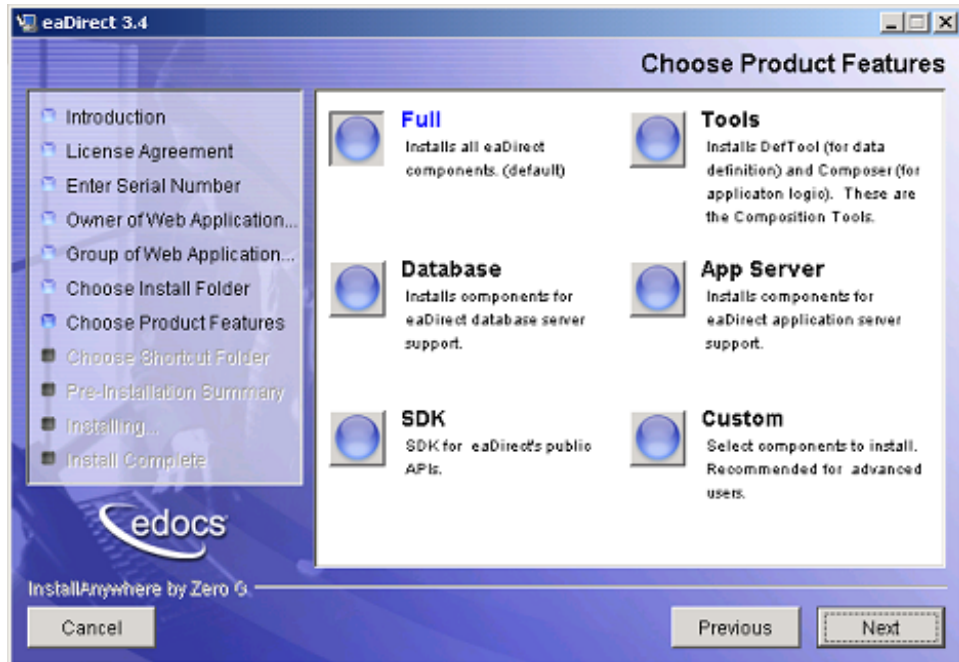 eaDirect 3.4
Choose Product Features
Introduction
License Agreement
Enter Serial Number
Owner of Web Application...
Group of Web Application...
Choose Install Folder
Choose Product Features
Choose Shortcut Folder
Pre-Installation Summary
Installing...
Install Complete
edocs
Full
Installs all eaDirect
components. (default)
Tools
Installs DefTool (for data
definition) and Composer (for
applicaton logic). These are
the Composition Tools.
Database
Installs components for
eaDirect database server
support.
App Server
Installs components for
eaDirect application server
support.
SDK
SDK for eaDirect's public
APIs.
Custom
Select components to install.
Recommended for advanced
users.
InstallAnywhere by Zero G.
Cancel
Previous
Next